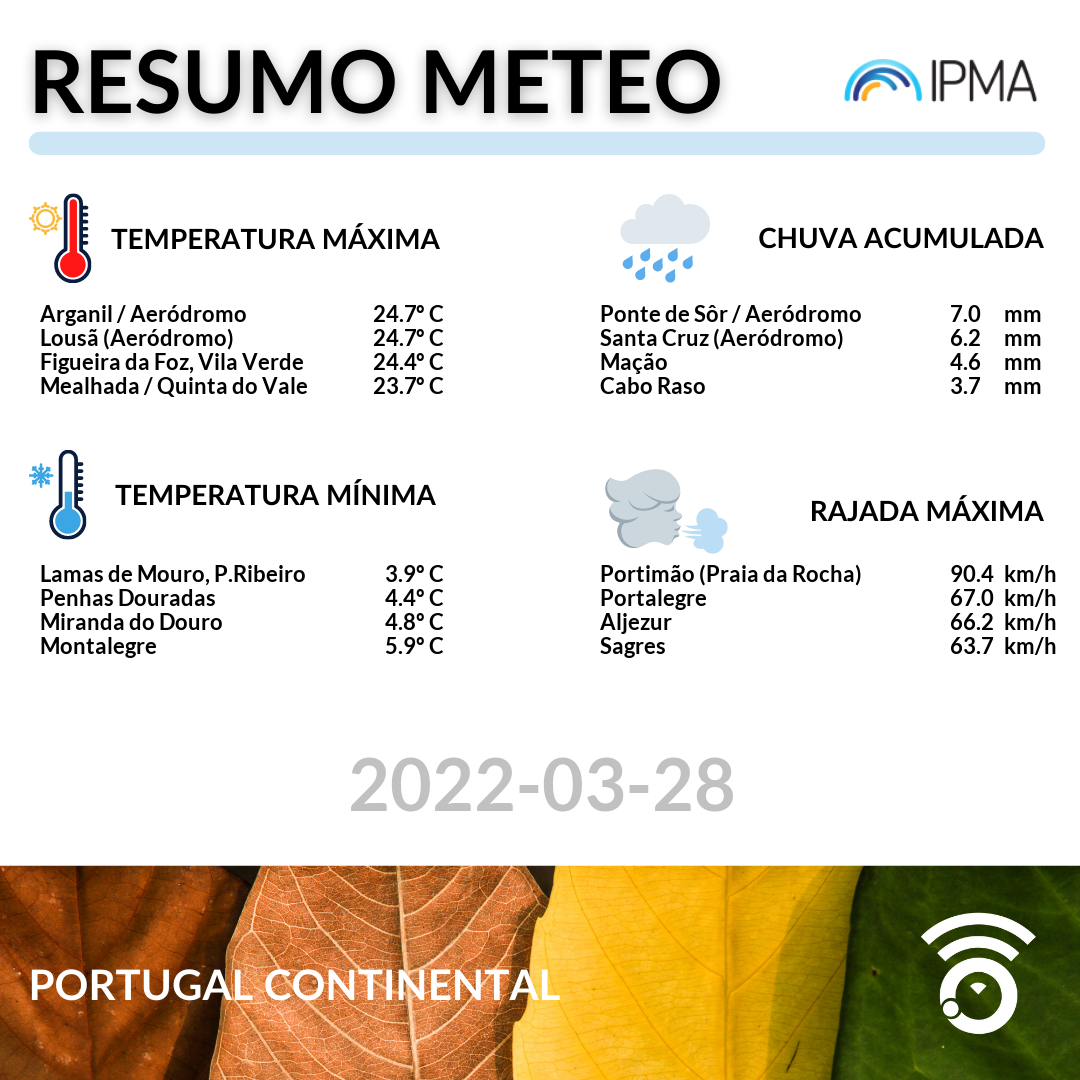 RESUMO METEO
IPMA
TEMPERATURA MÁXIMA
Arganil / Aeródromo 24.7º C
Lousã (Aeródromo) 24.7º C
Figueira da Foz, Vila Verde 24.4º C
Mealhada / Quinta do Vale 23.7º C
CHUVA ACUMULADA
Ponte de Sôr / Aeródromo 7.0 mm
Santa Cruz (Aeródromo) 6.2 mm
Mação 4.6 mm
Cabo Raso 3.7 mm
TEMPERATURA MÍNIMA
Lamas de Mouro, P.Ribeiro 3.9º C
Penhas Douradas 4.4º C
Miranda do Douro 4.8º C
Montalegre 5.9º C
RAJADA MÁXIMA
Portimão (Praia da Rocha) 90.4 km/h
Portalegre 67.0 km/h
Aljezur 66.2 km/h
Sagres 63.7 km/h
2022-03-28
PORTUGAL CONTINENTAL